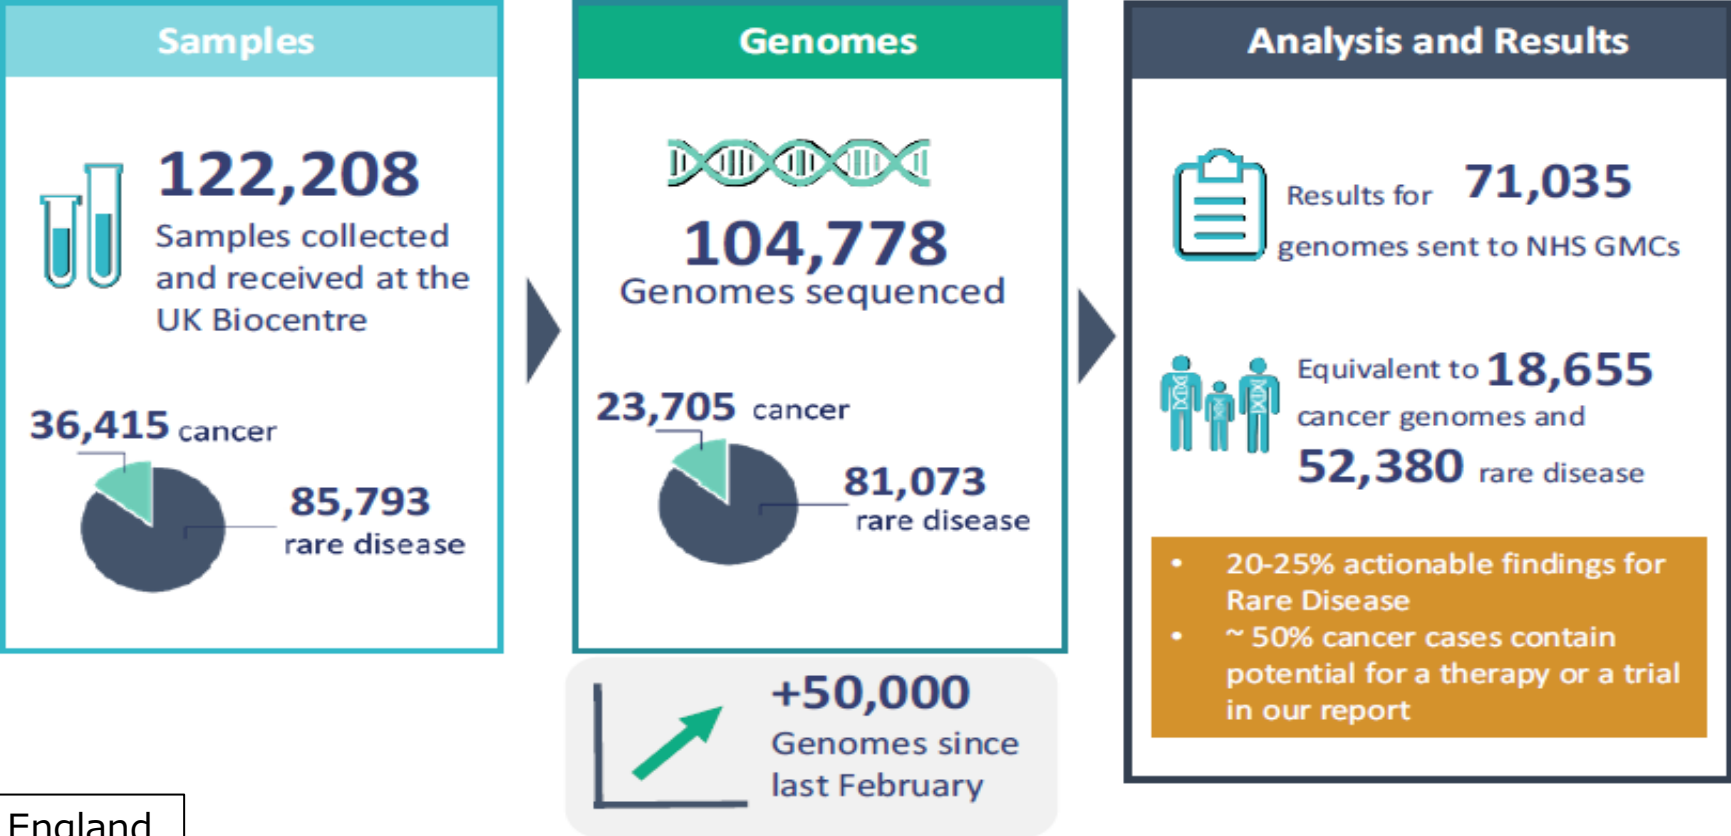 Samples
122,208
Samples collected
and received at the
UK Biocentre
36,415 cancer
85,793
rare disease
Genomes
104,778
Genomes sequenced
23,705 cancer
81,073
rare disease
+50,000
Genomes since
last February
Analysis and Results
Results for 71,035
genomes sent to NHS GMCs
Equivalent to 18,655
cancer genomes and
52,380 rare disease
• 20-25% actionable findings for
Rare Disease
• ~ 50% cancer cases contain
potential for a therapy or a trial
in our report
England